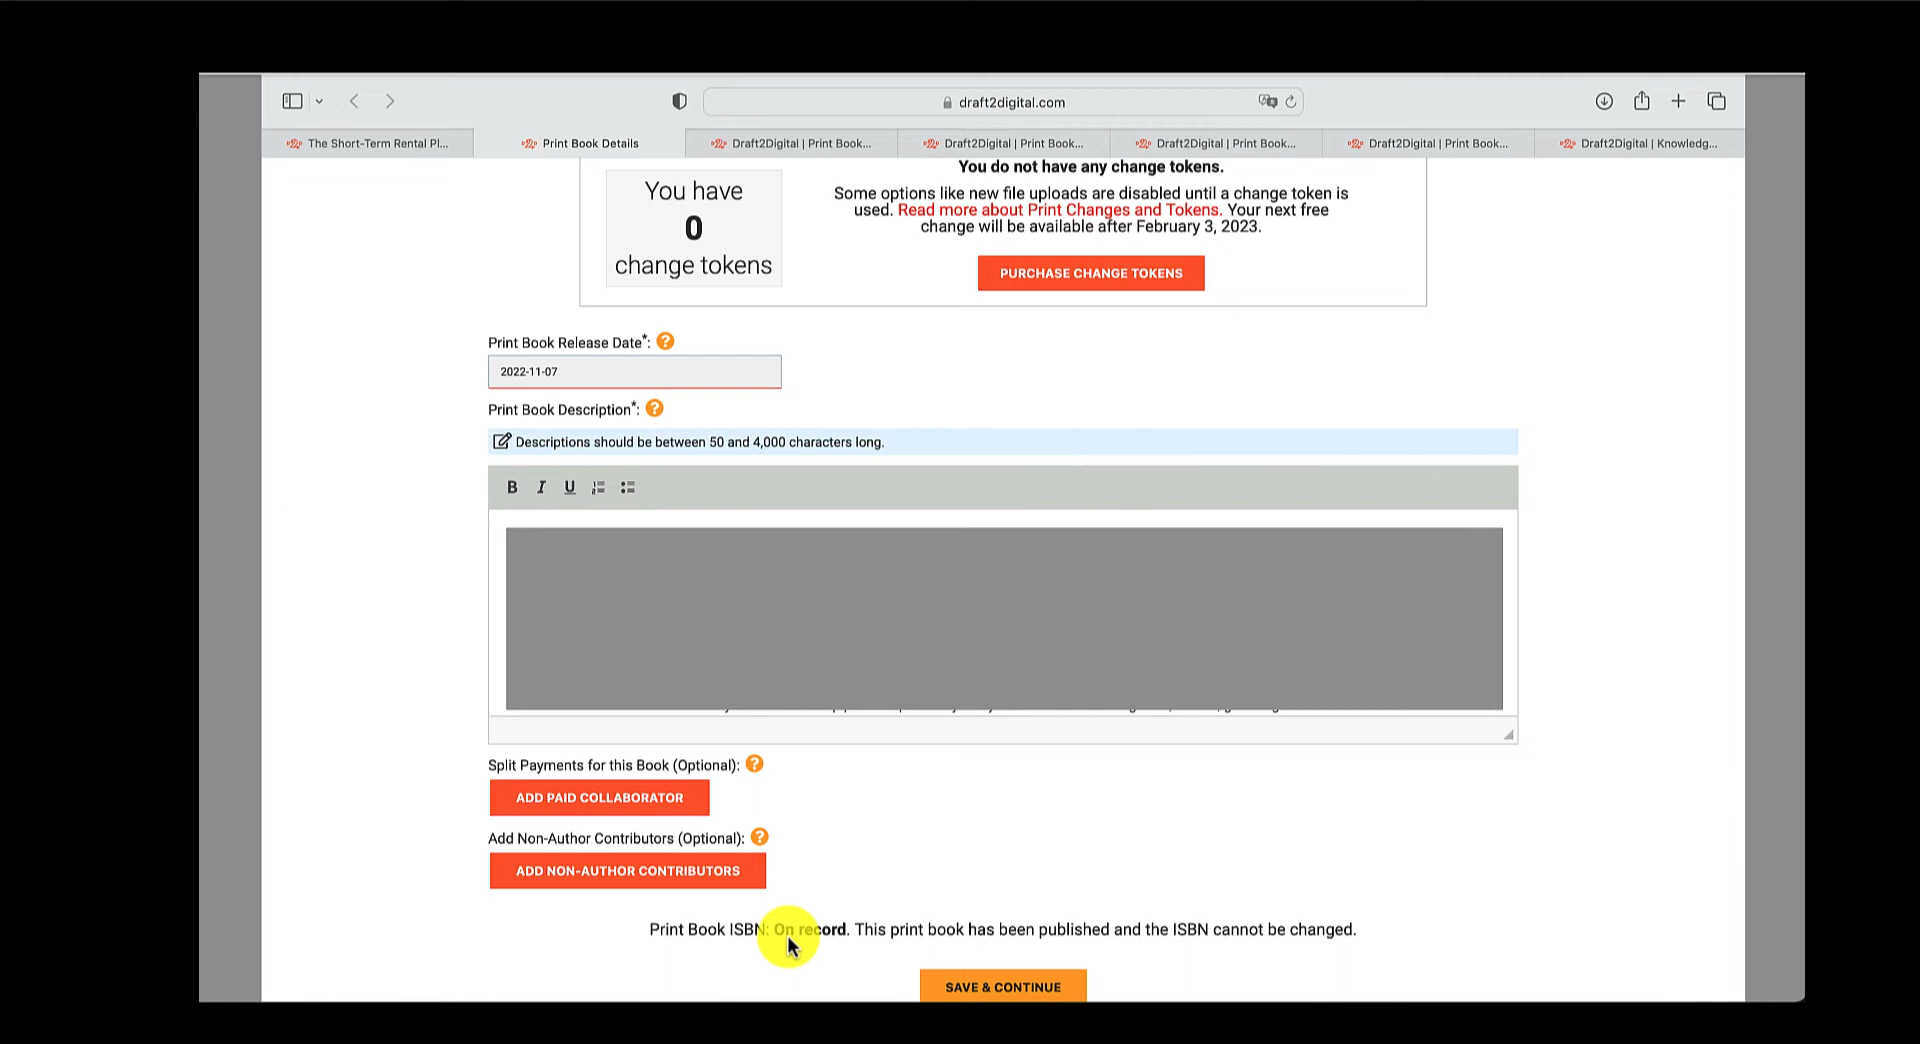 draft2digital.com
The Short-Term Rental Pl...
Print Book Details
Draft2Digital | Print Book...
Draft2Digital | Print Book...
Draft2Digital | Print Book...
Draft2Digital | Print Book...
Draft2Digital | Knowledg...
You have
0
change tokens
You do not have any change tokens.
Some options like new file uploads are disabled until a change token is
used. Read more about Print Changes and Tokens. Your next free
change will be available after February 3, 2023.
PURCHASE CHANGE TOKENS
Print Book Release Date*:
2022-11-07
Print Book Description*:
Descriptions should be between 50 and 4,000 characters long.
B I U
Split Payments for this Book (Optional):
ADD PAID COLLABORATOR
Add Non-Author Contributors (Optional):
ADD NON-AUTHOR CONTRIBUTORS
Print Book ISBN: On record. This print book has been published and the ISBN cannot be changed.
SAVE & CONTINUE